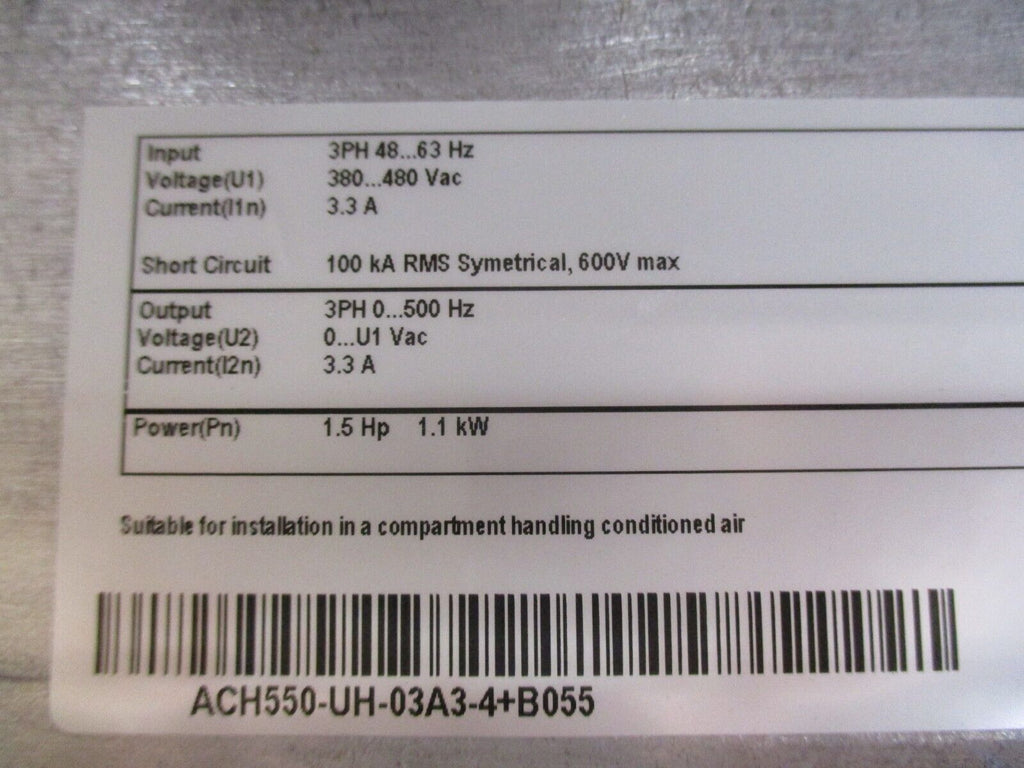 Input 3PH 48...63 Hz
Voltage(U1) 380...480 Vac
Current(I1n) 3.3 A
Short Circuit 100 kA RMS Symetrical, 600V max
Output 3PH 0...500 Hz
Voltage(U2) 0...U1 Vac
Current(I2n) 3.3 A
Power(Pn) 1.5 Hp 1.1 kW
Suitable for installation in a compartment handling conditioned air
ACH550-UH-03A3-4+B055